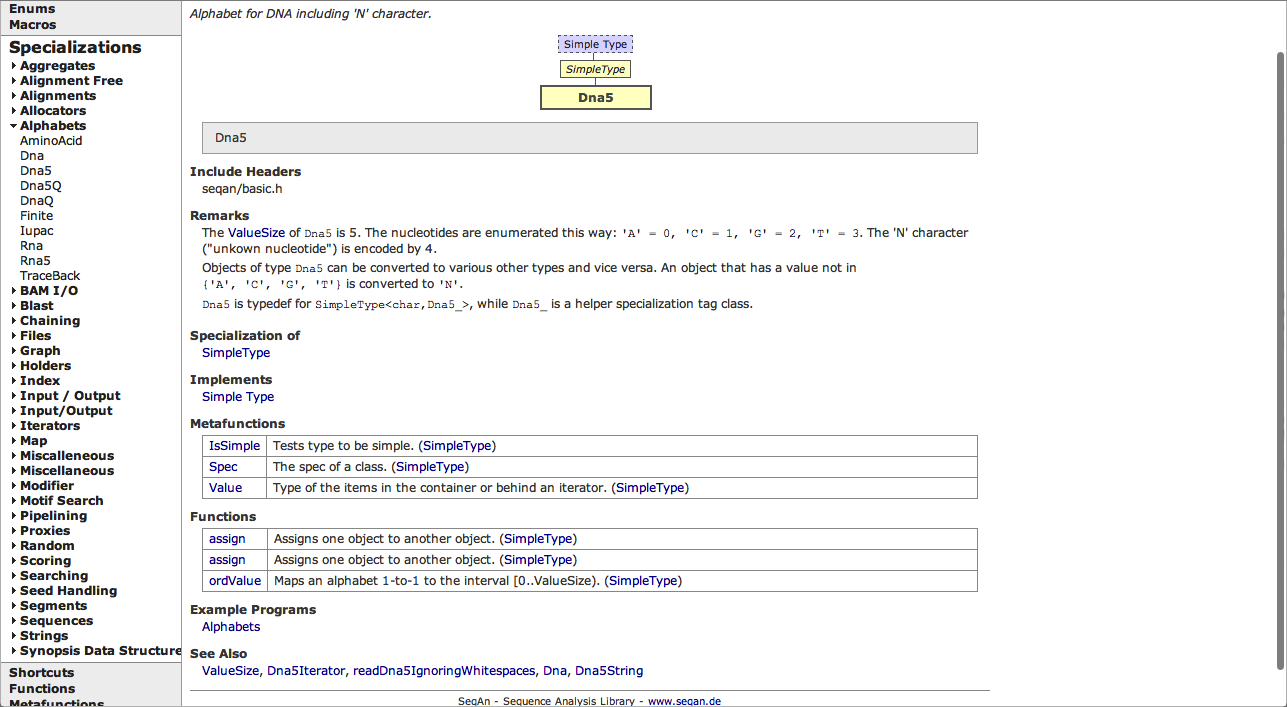 Enums
Macros
Specializations
Aggregates
Alignment Free
Alignments
Allocators
Alphabets
AminoAcid
Dna
Dna5
Dna5Q
DnaQ
Finite
Iupac
Rna
Rna5
TraceBack
BAM I/O
Blast
Chaining
Files
Graph
Holders
Index
Input / Output
Input/Output
Iterators
Map
Miscalleneous
Miscellaneous
Modifier
Motif Search
Pipelining
Proxies
Random
Scoring
Searching
Seed Handling
Segments
Sequences
Strings
Synopsis Data Structure
Shortcuts
Functions
Metafunctions
Alphabet for DNA including 'N' character.
Simple Type
SimpleType
Dna5
Dna5
Include Headers
seqan/basic.h
Remarks
The ValueSize of Dna5 is 5. The nucleotides are enumerated this way: 'A' = 0, 'C' = 1, 'G' = 2, 'T' = 3. The 'N' character
("unkown nucleotide") is encoded by 4.
Objects of type Dna5 can be converted to various other types and vice versa. An object that has a value not in
{'A', 'C', 'G', 'T'} is converted to 'N'.
Dna5 is typedef for SimpleType<char,Dna5_>, while Dna5_ is a helper specialization tag class.
Specialization of
SimpleType
Implements
Simple Type
Metafunctions
IsSimple Tests type to be simple. (SimpleType)
Spec The spec of a class. (SimpleType)
Value Type of the items in the container or behind an iterator. (SimpleType)
Functions
assign Assigns one object to another object. (SimpleType)
assign Assigns one object to another object. (SimpleType)
ordValue Maps an alphabet 1-to-1 to the interval [0..ValueSize). (SimpleType)
Example Programs
Alphabets
See Also
ValueSize, Dna5Iterator, readDna5IgnoringWhitespaces, Dna, Dna5String
SeqAn - Sequence Analysis Library - www.seqan.de